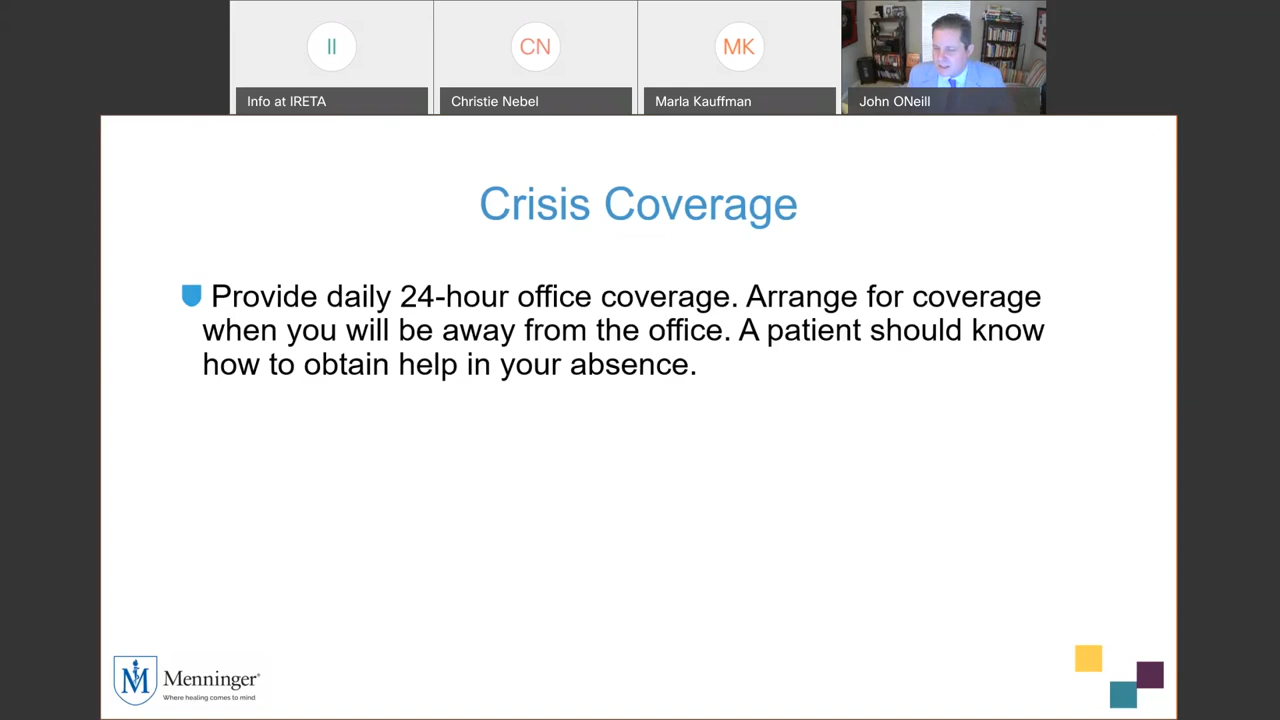 II
CN
MK
Info at IRETA
Christie Nebel
Marla Kauffman
John ONeill
Crisis Coverage
Provide daily 24-hour office coverage. Arrange for coverage
when you will be away from the office. A patient should know
how to obtain help in your absence.
M
Menninger®
Where healing comes to mind